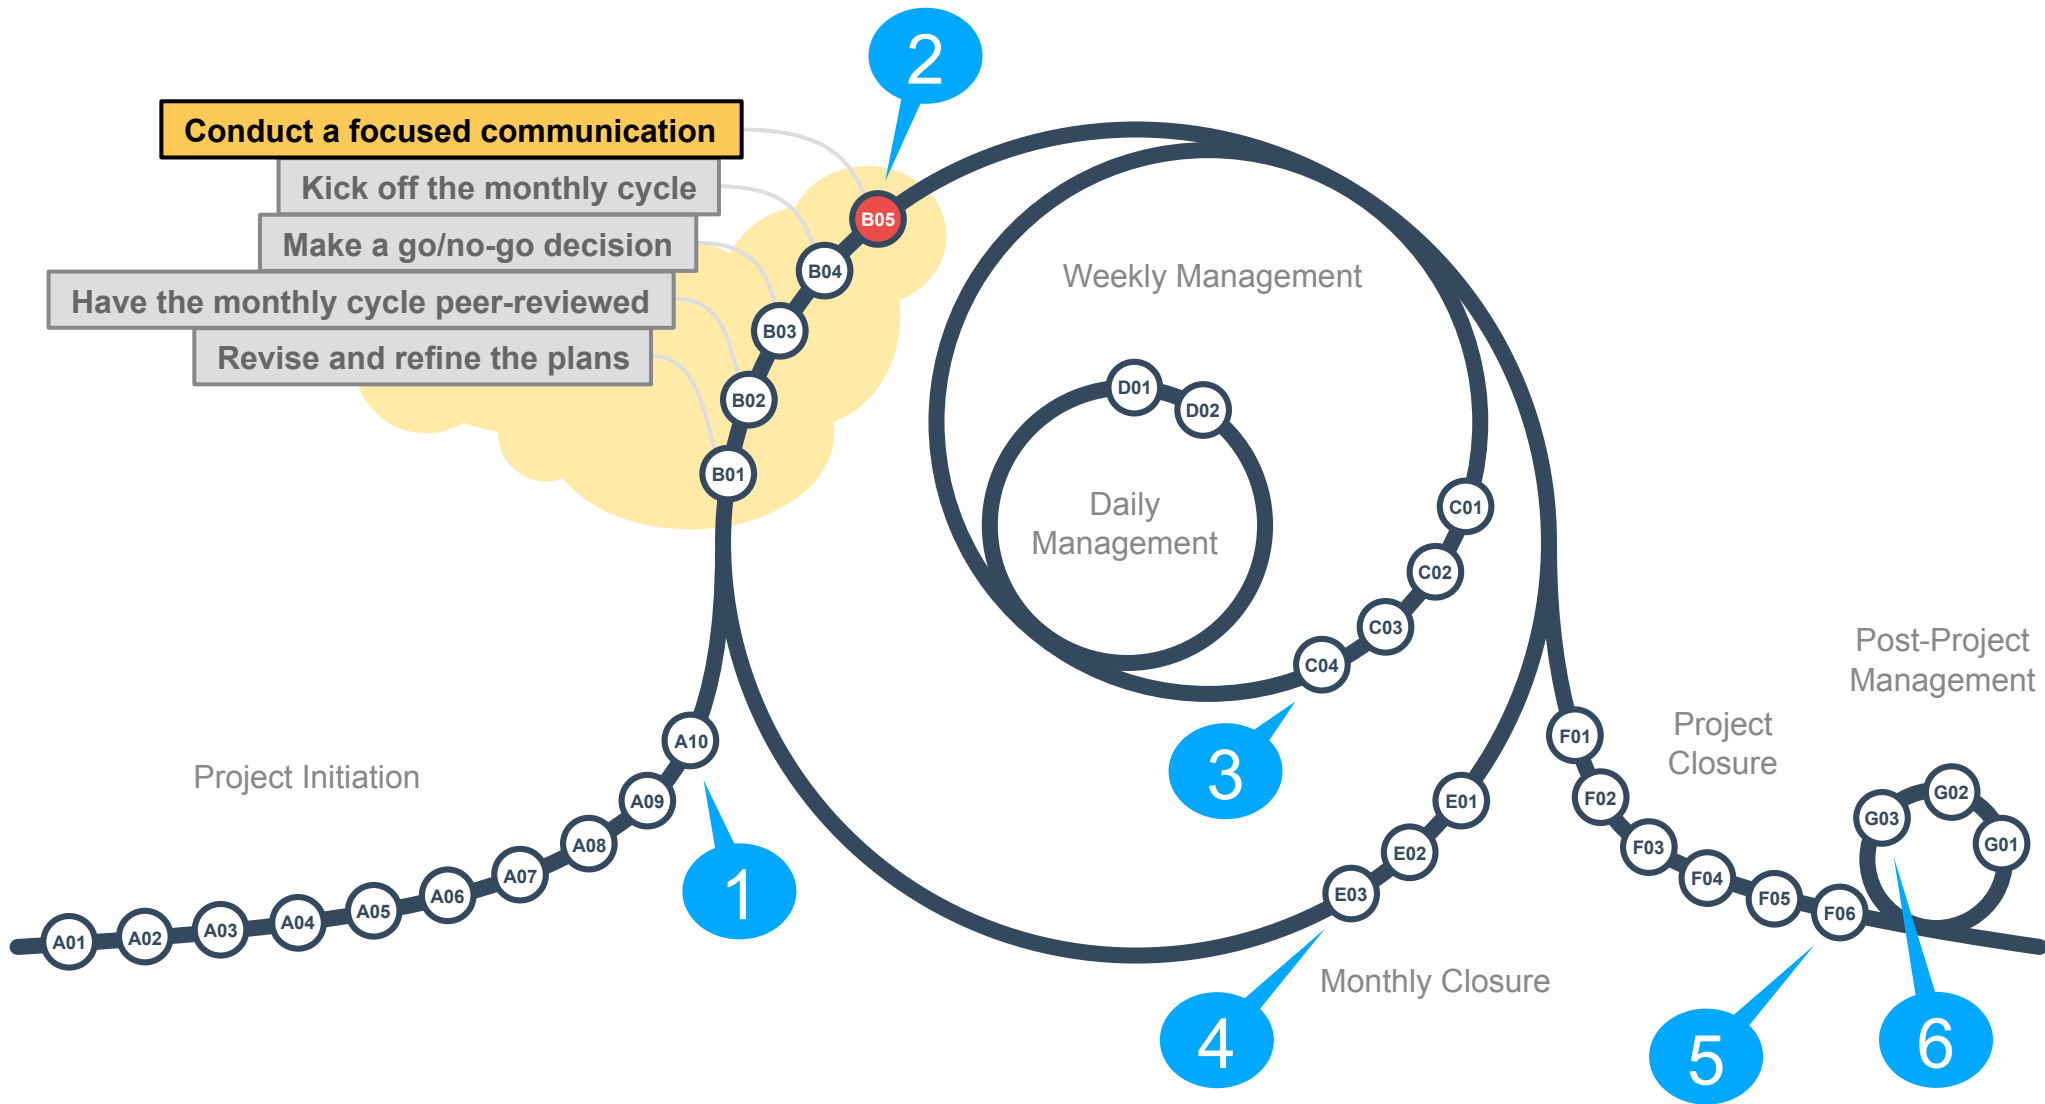 2
Conduct a focused communication
Kick off the monthly cycle
Make a go/no-go decision
Have the monthly cycle peer-reviewed
Revise and refine the plans
B05
B04
B03
B02
B01
Weekly Management
D01
D02
Daily
Management
C01
C02
C03
C04
3
Project Initiation
A01
A02
A03
A04
A05
A06
A07
A08
A09
A10
1
E01
E02
E03
4
Monthly Closure
Project
Closure
F01
F02
F03
F04
F05
F06
5
Post-Project
Management
G03
G02
G01
6